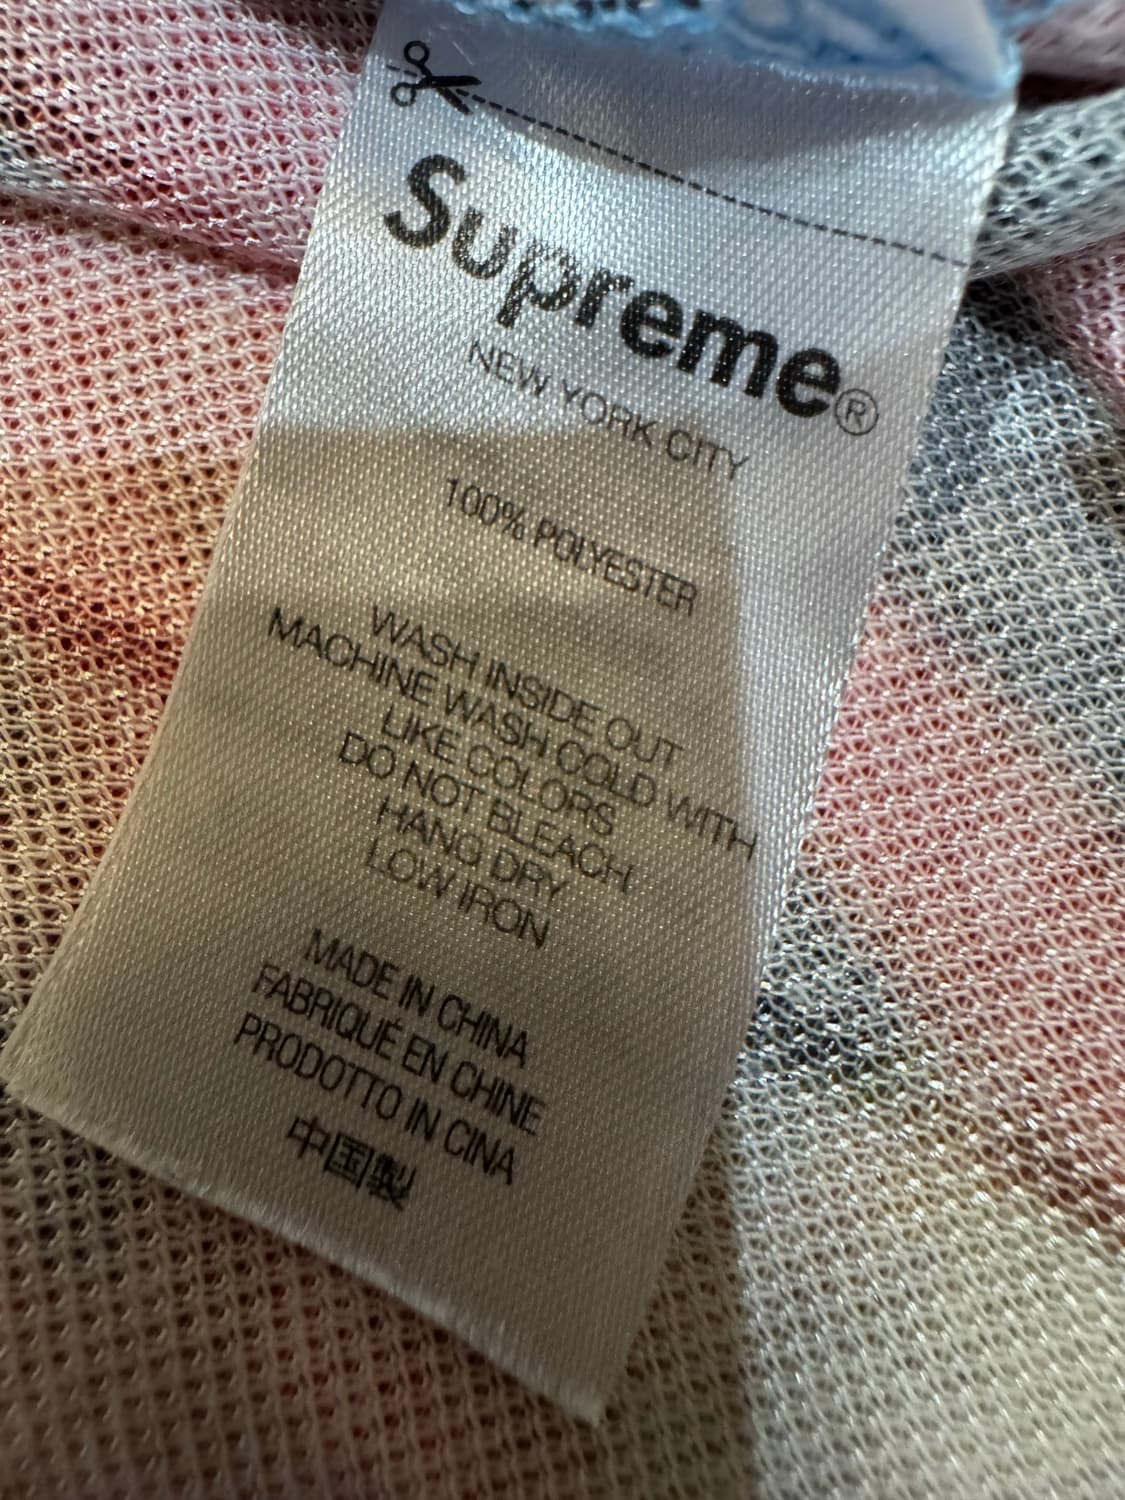 Supreme®
NEW YORK CITY
100% POLYESTER
WASH INSIDE OUT
MACHINE WASH COLD WITH
LIKE COLORS
DO NOT BLEACH
HANG DRY
LOW IRON
MADE IN CHINA
FABRIQUÉ EN CHINE
PRODOTTO IN CINA
中国製